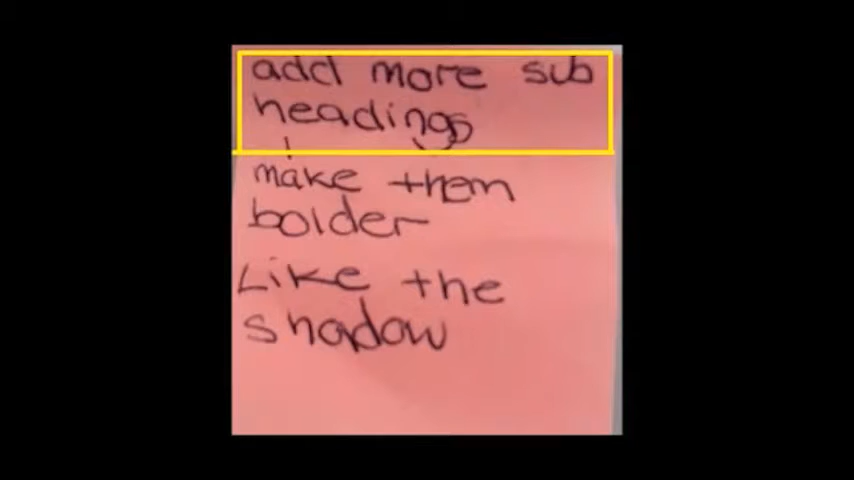 add more sub
headings
+
make them
bolder
Like the
shadow